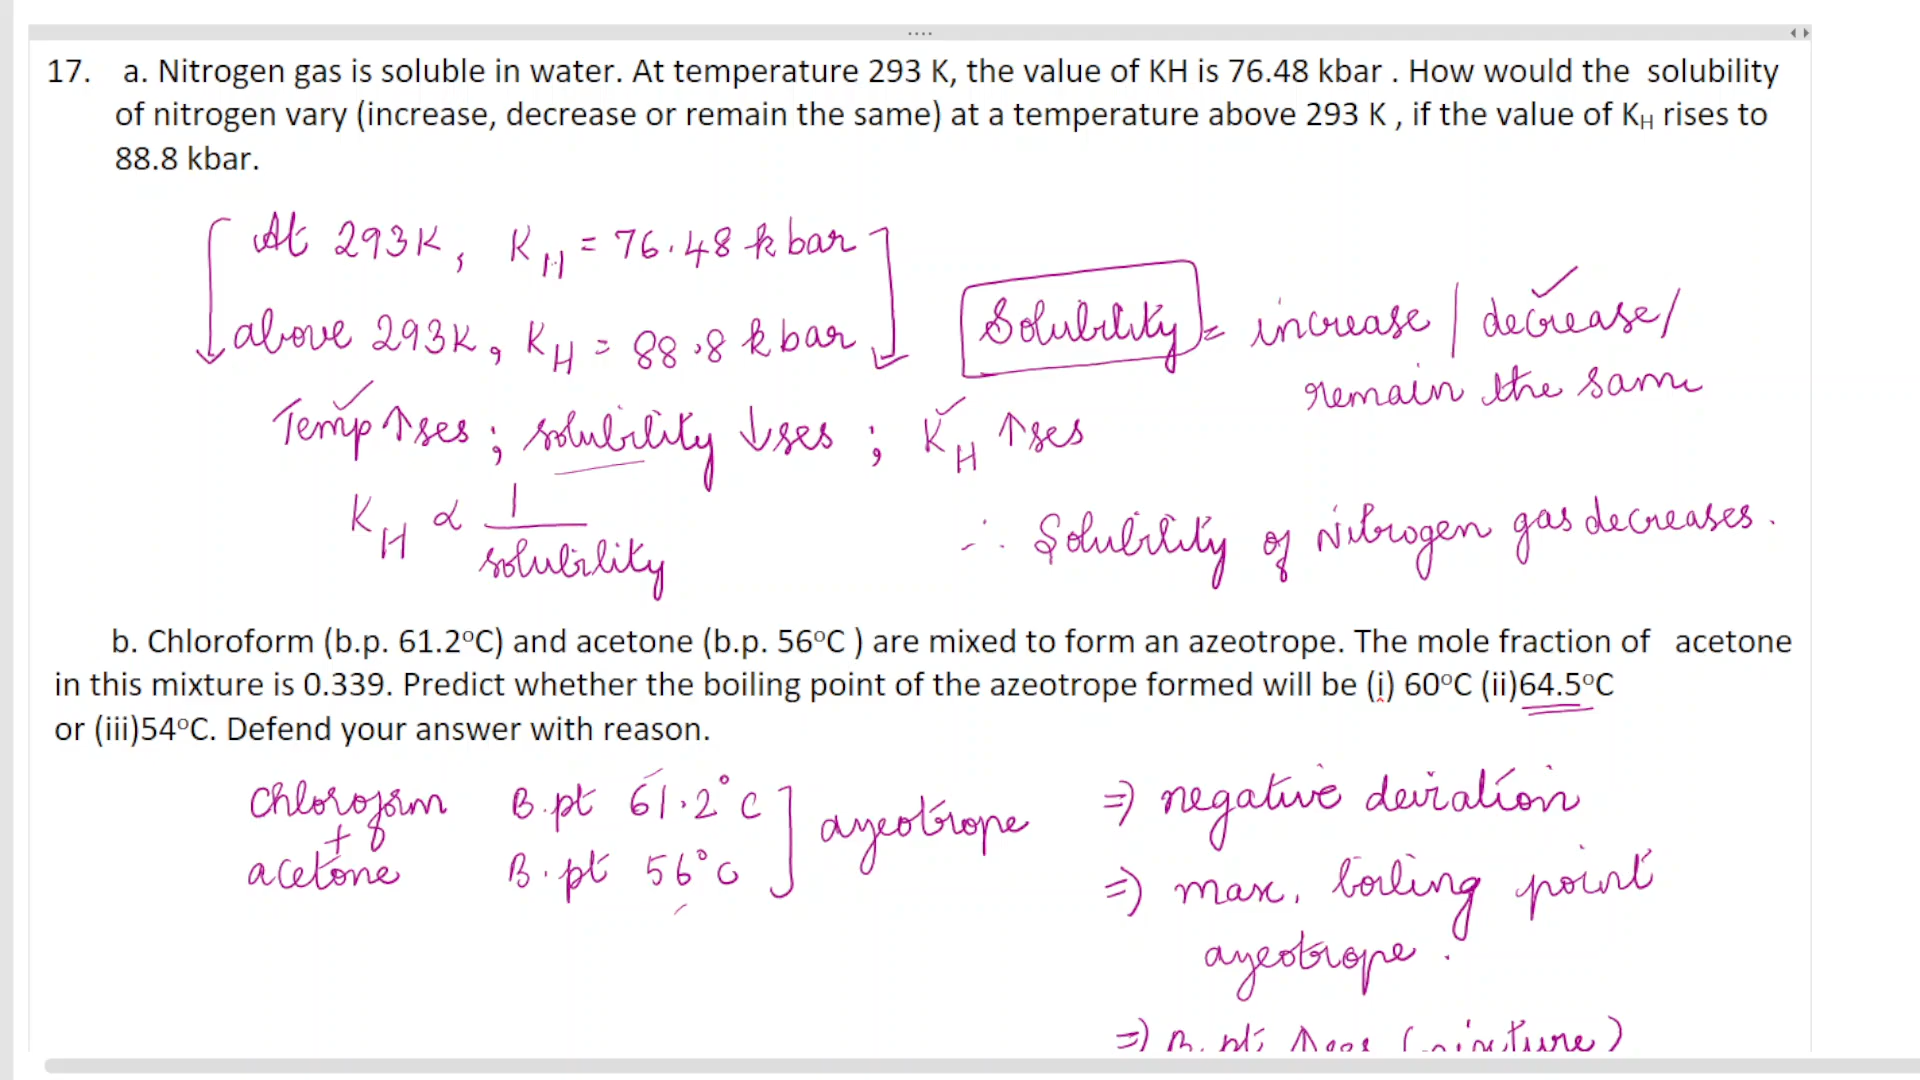 17. a. Nitrogen gas is soluble in water. At temperature 293 K, the value of KH is 76.48 kbar . How would the solubility
of nitrogen vary (increase, decrease or remain the same) at a temperature above 293 K , if the value of KH rises to
88.8 kbar.
At 293K, KH = 76.48 kbar
above 293K, KH = 88.8 kbar
Solubility = increase / decrease/
remain the same
Temp ↑ses ; solubility ↓ses ; KH ↑ses
KH ∝ 1
solubility
∴ Solubility of Nitrogen gas decreases.
b. Chloroform (b.p. 61.2°C) and acetone (b.p. 56°C ) are mixed to form an azeotrope. The mole fraction of acetone
in this mixture is 0.339. Predict whether the boiling point of the azeotrope formed will be (i) 60°C (ii)64.5°C
or (iii)54°C. Defend your answer with reason.
Chloroform B.pt 61.2°C
+
acetone B.pt 56°C
azeotrope
⇒ negative deviation
⇒ max. boiling point
azeotrope.
⇒ B.pt ↑ses (mixture)